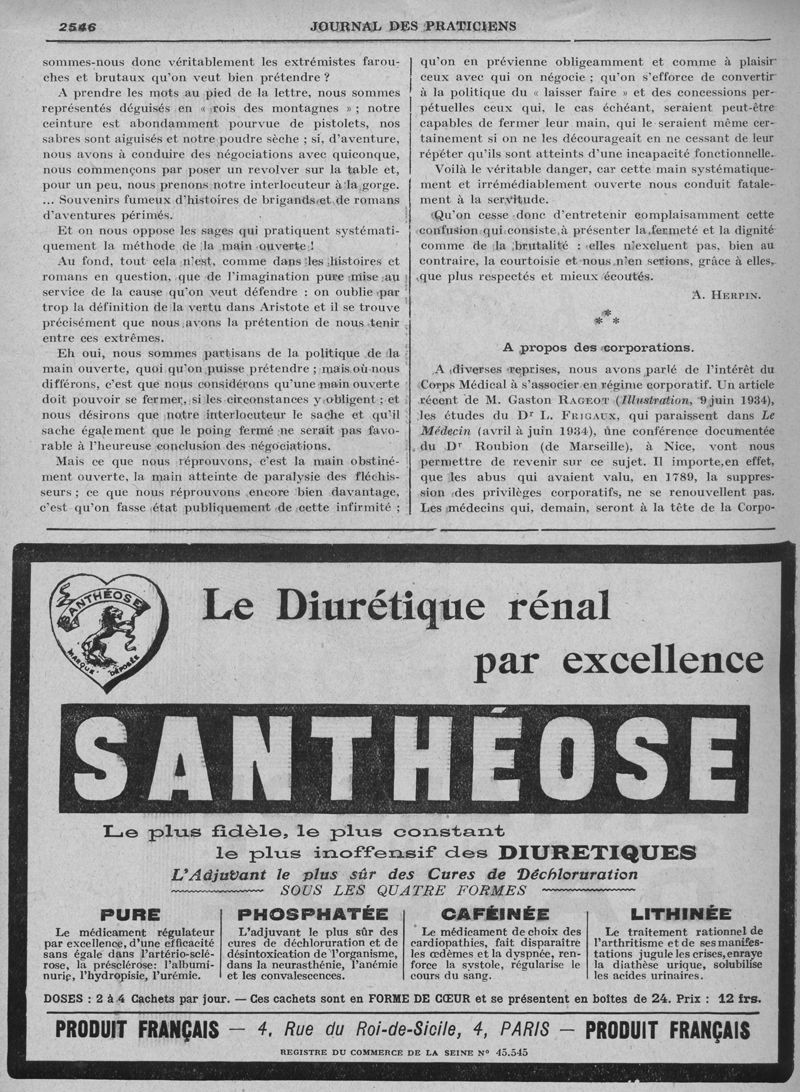 2546
JOURNAL DES PRATICIENS
sommes-nous donc véritablement les extrémistes farou-
ches et brutaux qu'on veut bien prétendre ?
A prendre les mots au pied de la lettre, nous sommes
représentés déguisés en « rois des montagnes » ; notre
ceinture est abondamment pourvue de pistolets, nos
sabres sont aiguisés et notre poudre sèche ; si, d'aventure,
nous avons à conduire des négociations avec quiconque,
nous commençons par poser un revolver sur la table et,
pour un peu, nous prenons notre interlocuteur à la gorge.
... Souvenirs fumeux d'histoires de brigands et de romans
d'aventures périmés.
Et on nous oppose les sages qui pratiquent systémati-
quement la méthode de la main ouverte !
Au fond, tout cela n'est, comme dans les histoires et
romans en question, que de l'imagination pure mise au
service de la cause qu'on veut défendre : on oublie par
trop la définition de la vertu dans Aristote et il se trouve
précisément que nous avons la prétention de nous tenir
entre ces extrêmes.
Eh oui, nous sommes partisans de la politique de la
main ouverte, quoi qu'on puisse prétendre ; mais où nous
différons, c'est que nous considérons qu'une main ouverte
doit pouvoir se fermer, si les circonstances y obligent ; et
nous désirons que notre interlocuteur le sache et qu'il
sache également que le poing fermé ne serait pas favo-
rable à l'heureuse conclusion des négociations.
Mais ce que nous réprouvons, c'est la main obstiné-
ment ouverte, la main atteinte de paralysie des fléchis-
seurs ; ce que nous réprouvons encore bien davantage,
c'est qu'on fasse état publiquement de cette infirmité ;
qu'on en prévienne obligeamment et comme à plaisir
ceux avec qui on négocie ; qu'on s'efforce de convertir
à la politique du « laisser faire » et des concessions per-
pétuelles ceux qui, le cas échéant, seraient peut-être
capables de fermer leur main, qui le seraient même cer-
tainement si on ne les décourageait en ne cessant de leur
répéter qu'ils sont atteints d'une incapacité fonctionnelle.
Voilà le véritable danger, car cette main systématique-
ment et irrémédiablement ouverte nous conduit fatale-
ment à la servitude.
Qu'on cesse donc d'entretenir complaisamment cette
confusion qui consiste à présenter la fermeté et la dignité
comme de la brutalité : elles n'excluent pas, bien au
contraire, la courtoisie et nous n'en serions, grâce à elles,
que plus respectés et mieux écoutés.
A. HERPIN.
*
* *
A propos des corporations.
A diverses reprises, nous avons parlé de l'intérêt du
Corps Médical à s'associer en régime corporatif. Un article
récent de M. Gaston RAGEOT (Illustration, 9 juin 1934),
les études du Dr L. FRIGAUX, qui paraissent dans Le
Médecin (avril à juin 1934), une conférence documentée
du Dr Roubion (de Marseille), à Nice, vont nous
permettre de revenir sur ce sujet. Il importe, en effet,
que les abus qui avaient valu, en 1789, la suppres-
sion des privilèges corporatifs, ne se renouvellent pas.
Les médecins qui, demain, seront à la tête de la Corpo-
SANTHÉOSE
MARQUE DÉPOSÉE
Le Diurétique rénal
par excellence
SANTHÉOSE
Le plus fidèle, le plus constant
le plus inoffensif des DIURETIQUES
L'Adjuvant le plus sûr des Cures de Déchloruration
SOUS LES QUATRE FORMES
PURE
Le médicament régulateur
par excellence, d'une efficacité
sans égale dans l'artério-sclé-
rose, la présclérose: l'albumi-
nurie, l'hydropisie, l'urémie.
PHOSPHATÉE
L'adjuvant le plus sûr des
cures de déchloruration et de
désintoxication de l'organisme,
dans la neurasthénie, l'anémie
et les convalescences.
CAFÉINÉE
Le médicament de choix des
cardiopathies, fait disparaître
les œdèmes et la dyspnée, ren-
force la systole, régularise le
cours du sang.
LITHINÉE
Le traitement rationnel de
l'arthritisme et de ses manifes-
tations jugule les crises, enraye
la diathèse urique, solubilise
les acides urinaires.
DOSES : 2 à 4 Cachets par jour. — Ces cachets sont en FORME DE CŒUR et se présentent en boîtes de 24. Prix : 12 frs.
PRODUIT FRANÇAIS — 4, Rue du Roi-de-Sicile, 4, PARIS — PRODUIT FRANÇAIS
REGISTRE DU COMMERCE DE LA SEINE N° 45.545